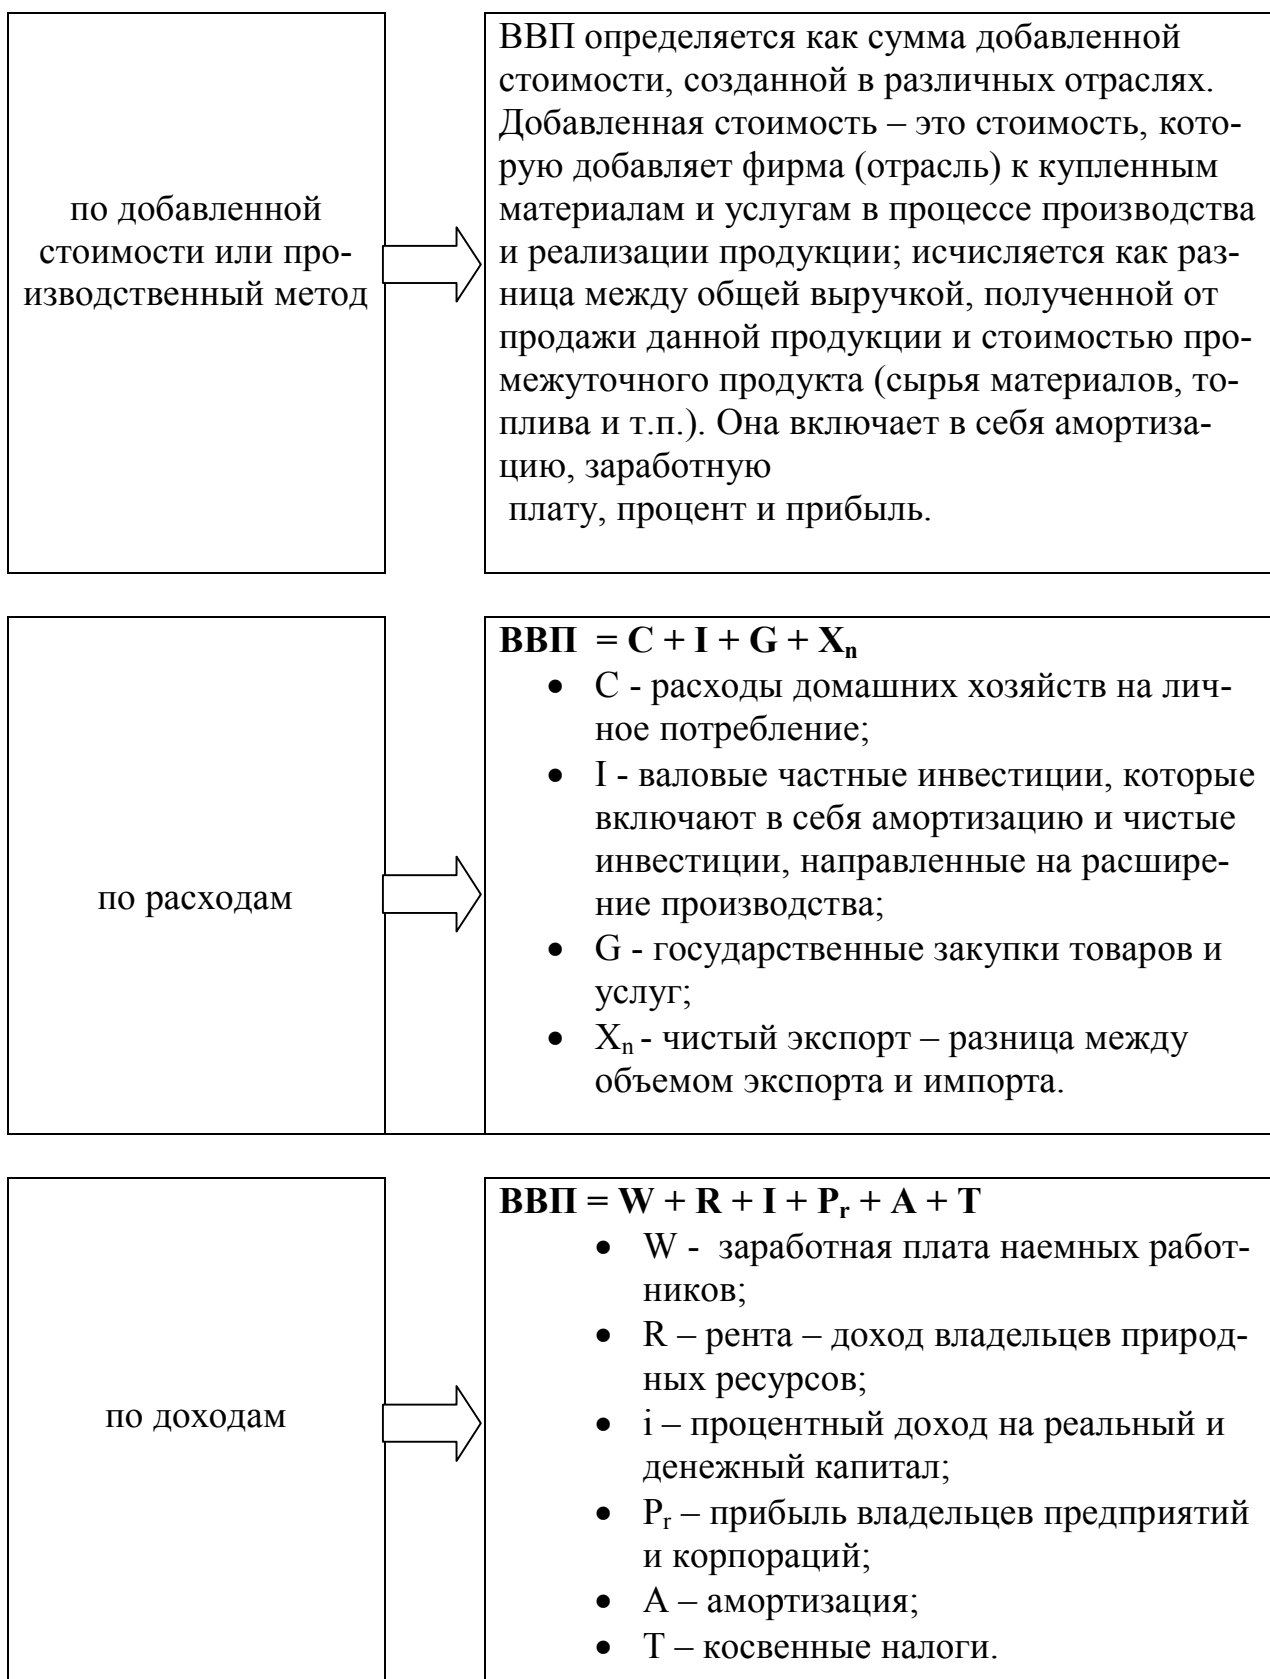 по добавленной
стоимости или про-
изводственный метод
ВВП определяется как сумма добавленной
стоимости, созданной в различных отраслях.
Добавленная стоимость – это стоимость, кото-
рую добавляет фирма (отрасль) к купленным
материалам и услугам в процессе производства
и реализации продукции; исчисляется как раз-
ница между общей выручкой, полученной от
продажи данной продукции и стоимостью про-
межуточного продукта (сырья материалов, то-
плива и т.п.). Она включает в себя амортиза-
цию, заработную
плату, процент и прибыль.
по расходам
ВВП = C + I + G + Xn
• C - расходы домашних хозяйств на лич-
ное потребление;
• I - валовые частные инвестиции, которые
включают в себя амортизацию и чистые
инвестиции, направленные на расшире-
ние производства;
• G - государственные закупки товаров и
услуг;
• Xn - чистый экспорт – разница между
объемом экспорта и импорта.
по доходам
ВВП = W + R + I + Pr + A + T
• W - заработная плата наемных работ-
ников;
• R – рента – доход владельцев природ-
ных ресурсов;
• i – процентный доход на реальный и
денежный капитал;
• Pr – прибыль владельцев предприятий
и корпораций;
• A – амортизация;
• T – косвенные налоги.